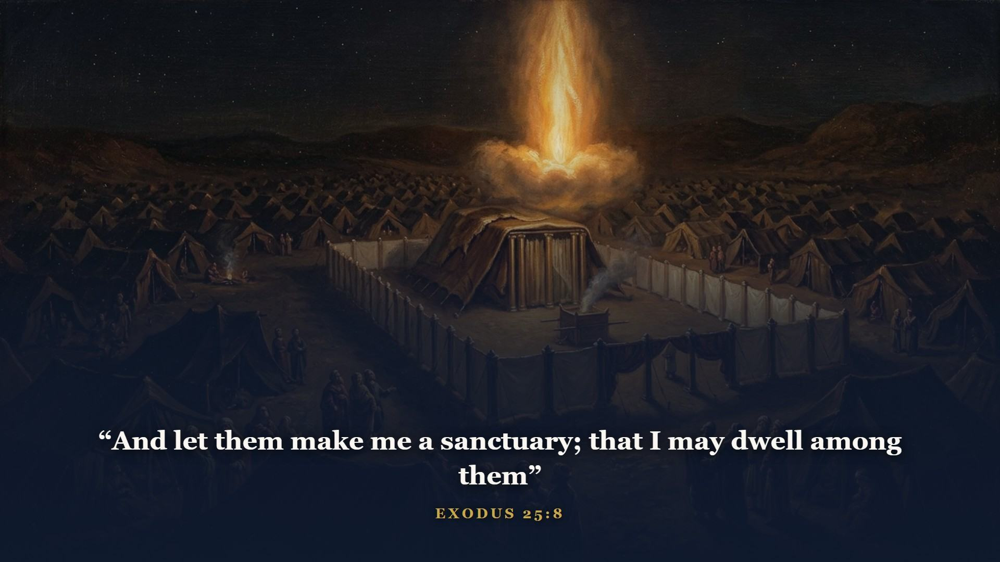 “And let them make me a sanctuary; that I may dwell among
them”
EXODUS 25:8